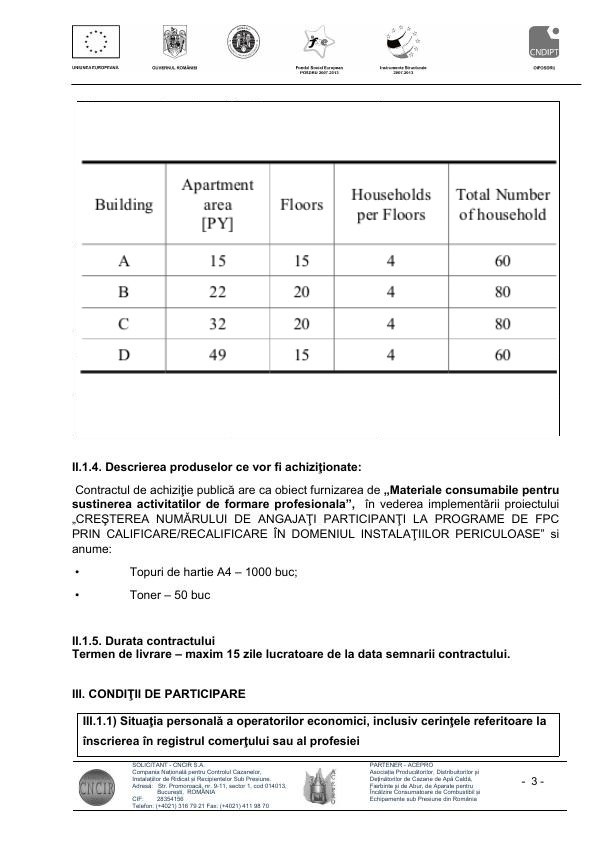 UNIUNEA EUROPEANĂ
GUVERNUL ROMÂNIEI
Fondul Social European
POSDRU 2007-2013
Instrumente Structurale
2007-2013
CNDIPT
OIPOSDRU
Building Apartment area [PY] Floors Households per Floors Total Number of household
A 15 15 4 60
B 22 20 4 80
C 32 20 4 80
D 49 15 4 60
II.1.4. Descrierea produselor ce vor fi achiziţionate:
Contractul de achiziţie publică are ca obiect furnizarea de „Materiale consumabile pentru
sustinerea activitatilor de formare profesionala”, în vederea implementării proiectului
„CREŞTEREA NUMĂRULUI DE ANGAJAŢI PARTICIPANŢI LA PROGRAME DE FPC
PRIN CALIFICARE/RECALIFICARE ÎN DOMENIUL INSTALAŢIILOR PERICULOASE” si
anume:
• Topuri de hartie A4 – 1000 buc;
• Toner – 50 buc
II.1.5. Durata contractului
Termen de livrare – maxim 15 zile lucratoare de la data semnarii contractului.
III. CONDIŢII DE PARTICIPARE
III.1.1) Situaţia personală a operatorilor economici, inclusiv cerinţele referitoare la
înscrierea în registrul comerţului sau al profesiei
CNCIR
SOLICITANT - CNCIR S.A.
Compania Naţională pentru Controlul Cazanelor,
Instalaţiilor de Ridicat şi Recipientelor Sub Presiune.
Adresă: Str. Promoroacă, nr. 9-11, sector 1, cod 014013,
Bucureşti, ROMÂNIA
CIF: 28354156
Telefon: (+4021) 316 79 21 Fax: (+4021) 411 98 70
PARTENER - ACEPRO
Asociaţia Producătorilor, Distribuitorilor şi
Deţinătorilor de Cazane de Apă Caldă,
Fierbinte şi de Abur, de Aparate pentru
Încălzire Consumatoare de Combustibil şi
Echipamente sub Presiune din România
- 3 -